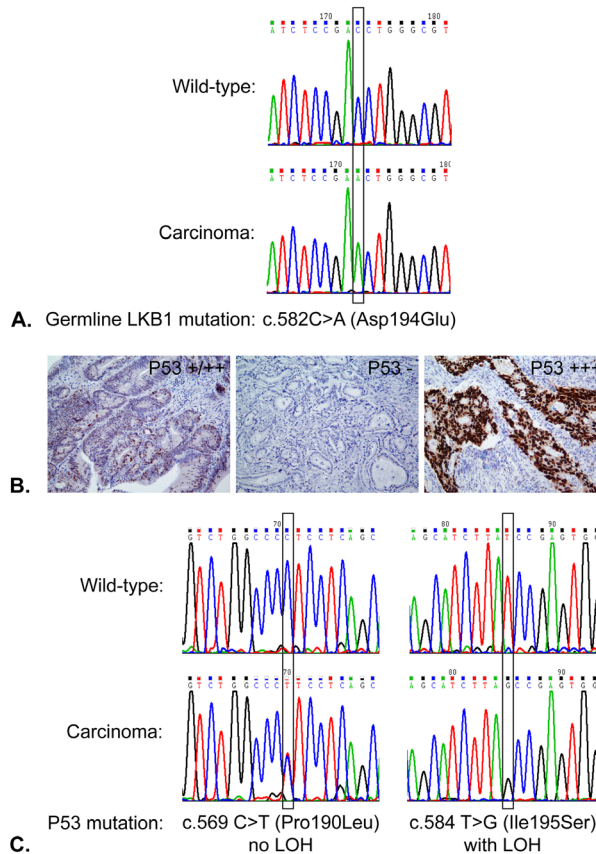 170 180
A T C T C C G A C C T G G G C G T
Wild-type:
170 180
A T C T C C G A A C T G G G C G T
Carcinoma:
A. Germline LKB1 mutation: c.582C>A (Asp194Glu)
P53 +/++ P53 - P53 +++
B.
70 80 90
G T C T G G C C C C T C C T C A G C A G C A T C T T A T C C G A G T G G
Wild-type:
70 80 90
G T C T G G C C C T T C C T C A G C A G C A T C T T A G C C G A G T G G
Carcinoma:
P53 mutation: c.569 C>T (Pro190Leu) c.584 T>G (Ile195Ser)
no LOH with LOH
C.